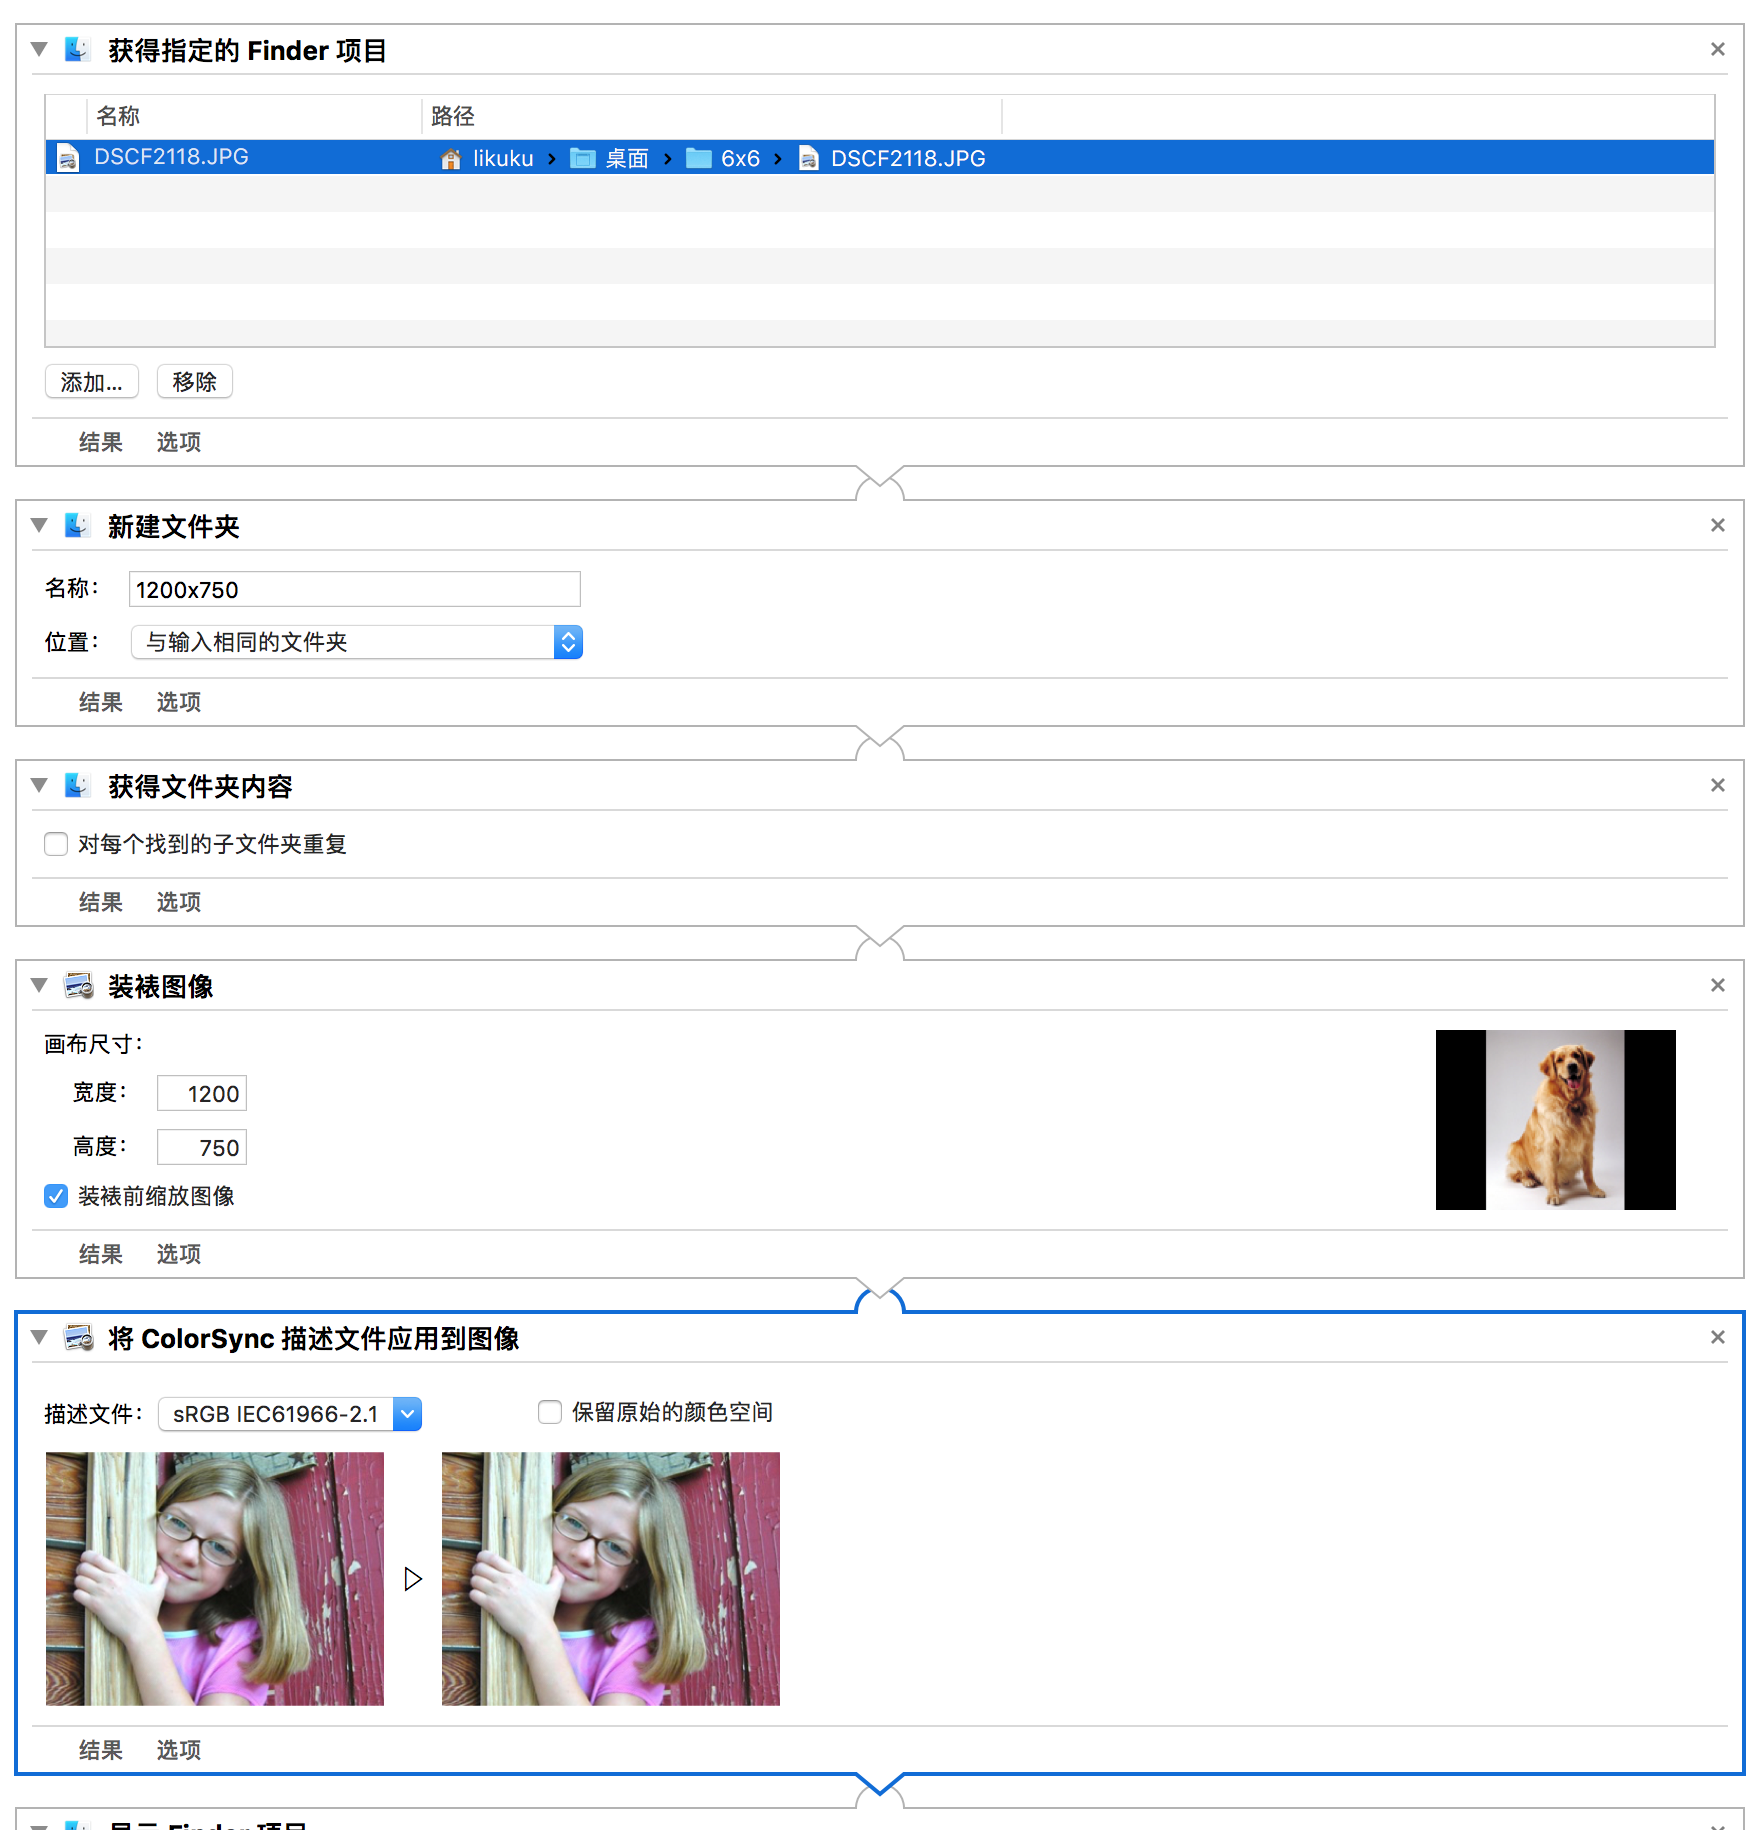 获得指定的 Finder 项目
名称 路径
DSCF2118.JPG likuku 桌面 6x6 DSCF2118.JPG
添加... 移除
结果 选项
新建文件夹
名称： 1200x750
位置： 与输入相同的文件夹
结果 选项
获得文件夹内容
对每个找到的子文件夹重复
结果 选项
装裱图像
画布尺寸：
宽度： 1200
高度： 750
装裱前缩放图像
结果 选项
将 ColorSync 描述文件应用到图像
描述文件： sRGB IEC61966-2.1 保留原始的颜色空间
结果 选项
显示 Finder 项目